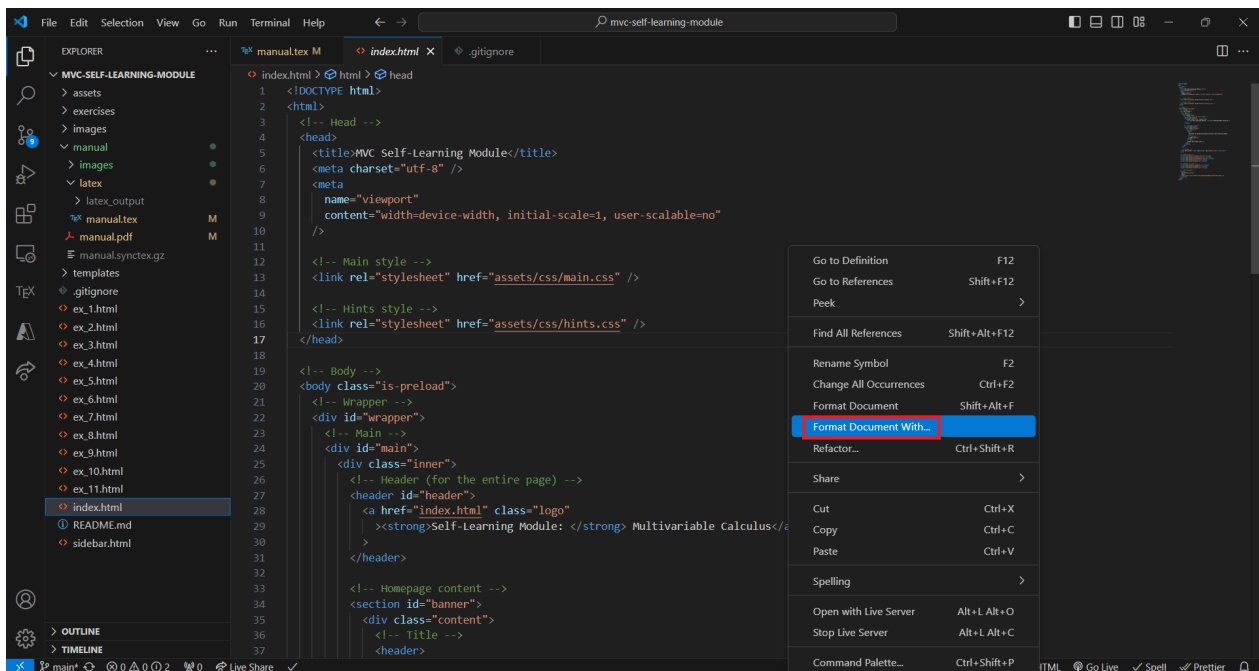 File Edit Selection View Go Run Terminal Help mvc-self-learning-module
EXPLORER
MVC-SELF-LEARNING-MODULE
assets
exercises
images
manual
images
latex
latex_output
TEX manual.tex M
manual.pdf M
manual.synctex.gz
templates
.gitignore
ex_1.html
ex_2.html
ex_3.html
ex_4.html
ex_5.html
ex_6.html
ex_7.html
ex_8.html
ex_9.html
ex_10.html
ex_11.html
index.html
README.md
sidebar.html
OUTLINE
TIMELINE
9
TEX
TEX manual.tex M index.html .gitignore
index.html > html > head
1 <!DOCTYPE html>
2 <html>
3 <!-- Head -->
4 <head>
5 <title>MVC Self-Learning Module</title>
6 <meta charset="utf-8" />
7 <meta
8 name="viewport"
9 content="width=device-width, initial-scale=1, user-scalable=no"
10 />
11
12 <!-- Main style -->
13 <link rel="stylesheet" href="assets/css/main.css" />
14
15 <!-- Hints style -->
16 <link rel="stylesheet" href="assets/css/hints.css" />
17 </head>
18
19 <!-- Body -->
20 <body class="is-preload">
21 <!-- Wrapper -->
22 <div id="wrapper">
23 <!-- Main -->
24 <div id="main">
25 <div class="inner">
26 <!-- Header (for the entire page) -->
27 <header id="header">
28 <a href="index.html" class="logo"
29 ><strong>Self-Learning Module: </strong> Multivariable Calculus</a
30 >
31 </header>
32
33 <!-- Homepage content -->
34 <section id="banner">
35 <div class="content">
36 <!-- Title -->
37 <header>
Go to Definition F12
Go to References Shift+F12
Peek
Find All References Shift+Alt+F12
Rename Symbol F2
Change All Occurrences Ctrl+F2
Format Document Shift+Alt+F
Format Document With...
Refactor... Ctrl+Shift+R
Share
Cut Ctrl+X
Copy Ctrl+C
Paste Ctrl+V
Spelling
Open with Live Server Alt+L Alt+O
Stop Live Server Alt+L Alt+C
Command Palette... Ctrl+Shift+P
main* 0 0 2 0 Live Share HTML Go Live Spell Prettier